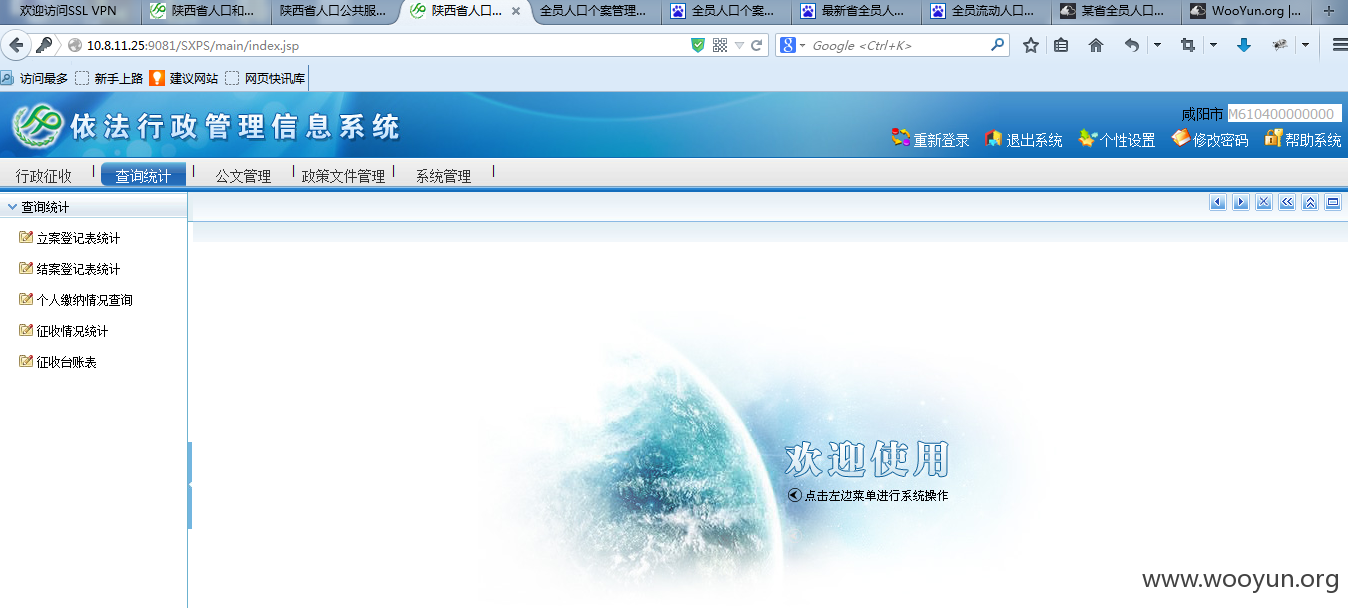 欢迎访问SSL VPN
陕西省人口和...
陕西省人口公共服...
陕西省人口...
全员人口个案管理...
全员人口个案...
最新省全员人...
全员流动人口...
某省全员人口...
WooYun.org |...
10.8.11.25:9081/SXPS/main/index.jsp
Google <Ctrl+K>
访问最多 新手上路 建议网站 网页快讯库
依法行政管理信息系统
咸阳市 M610400000000
重新登录 退出系统 个性设置 修改密码 帮助系统
行政征收 查询统计 公文管理 政策文件管理 系统管理
查询统计
立案登记表统计
结案登记表统计
个人缴纳情况查询
征收情况统计
征收台账表
欢迎使用
点击左边菜单进行系统操作
www.wooyun.org